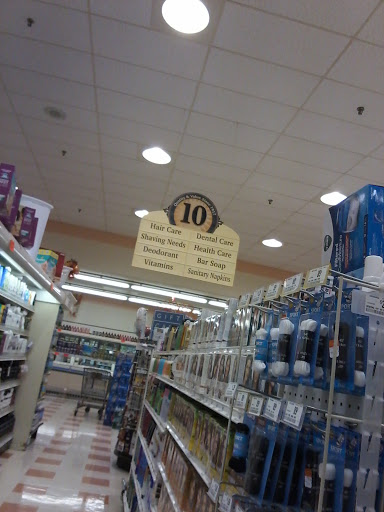 10
Hair Care Dental Care
Shaving Needs Health Care
Deodorant Bar Soap
Vitamins Sanitary Napkins